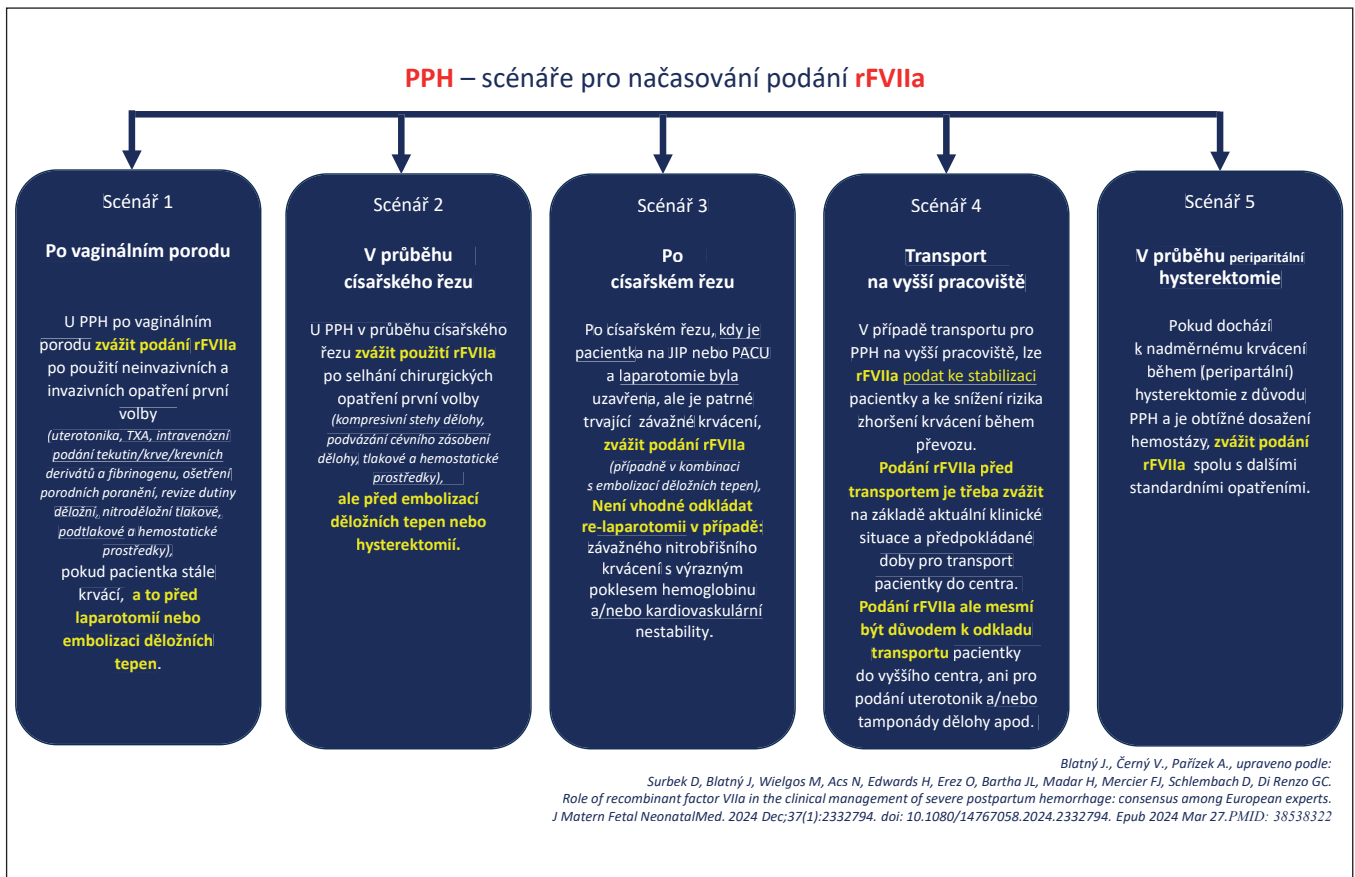 PPH – scénáře pro načasování podání rFVIIa
Scénář 1
Po vaginálním porodu
U PPH po vaginálním
porodu zvážit podání rFVIIa
po použití neinvazivních a
invazivních opatření první
volby
(uterotonika, TXA, intravenózní
podání tekutin/krve/krevních
derivátů a fibrinogenu, ošetření
porodních poranění, revize dutiny
děložní, nitroděložní tlakové,
podtlakové a hemostatické
prostředky),
pokud pacientka stále
krvácí, a to před
laparotomií nebo
embolizaci děložních
tepen.
Scénář 2
V průběhu
císařského řezu
U PPH v průběhu císařského
řezu zvážit použití rFVIIa
po selhání chirurgických
opatření první volby
(kompresivní stehy dělohy,
podvázání cévního zásobení
dělohy, tlakové a hemostatické
prostředky),
ale před embolizací
děložních tepen nebo
hysterektomií.
Scénář 3
Po
císařském řezu
Po císařském řezu, kdy je
pacientka na JIP nebo PACU
a laparotomie byla
uzavřena, ale je patrné
trvající závažné krvácení,
zvážit podání rFVIIa
(případně v kombinaci
s embolizací děložních tepen),
Není vhodné odkládat
re-laparotomii v případě:
závažného nitrobřišního
krvácení s výrazným
poklesem hemoglobinu
a/nebo kardiovaskulární
nestability.
Scénář 4
Transport
na vyšší pracoviště
V případě transportu pro
PPH na vyšší pracoviště, lze
rFVIIa podat ke stabilizaci
pacientky a ke snížení rizika
zhoršení krvácení během
převozu.
Podání rFVIIa před
transportem je třeba zvážit
na základě aktuální klinické
situace a předpokládané
doby pro transport
pacientky do centra.
Podání rFVIIa ale mesmí
být důvodem k odkladu
transportu pacientky
do vyššího centra, ani pro
podání uterotonik a/nebo
tamponády dělohy apod.
Scénář 5
V průběhu periparitální
hysterektomie
Pokud dochází
k nadměrnému krvácení
během (peripartální)
hysterektomie z důvodu
PPH a je obtížné dosažení
hemostázy, zvážit podání
rFVIIa spolu s dalšími
standardními opatřeními.
Blatný J., Černý V., Pařízek A., upraveno podle:
Surbek D, Blatný J, Wielgos M, Acs N, Edwards H, Erez O, Bartha JL, Madar H, Mercier FJ, Schlembach D, Di Renzo GC.
Role of recombinant factor VIIa in the clinical management of severe postpartum hemorrhage: consensus among European experts.
J Matern Fetal NeonatalMed. 2024 Dec;37(1):2332794. doi: 10.1080/14767058.2024.2332794. Epub 2024 Mar 27.PMID: 38538322